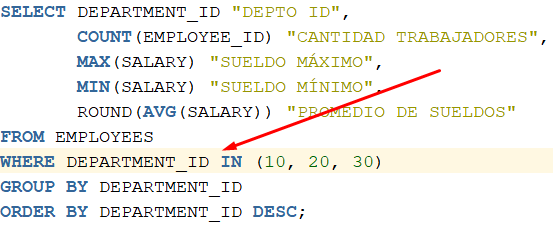 SELECT DEPARTMENT_ID "DEPTO ID",
COUNT(EMPLOYEE_ID) "CANTIDAD TRABAJADORES",
MAX(SALARY) "SUELDO MÁXIMO",
MIN(SALARY) "SUELDO MÍNIMO",
ROUND(AVG(SALARY)) "PROMEDIO DE SUELDOS"
FROM EMPLOYEES
WHERE DEPARTMENT_ID IN (10, 20, 30)
GROUP BY DEPARTMENT_ID
ORDER BY DEPARTMENT_ID DESC;